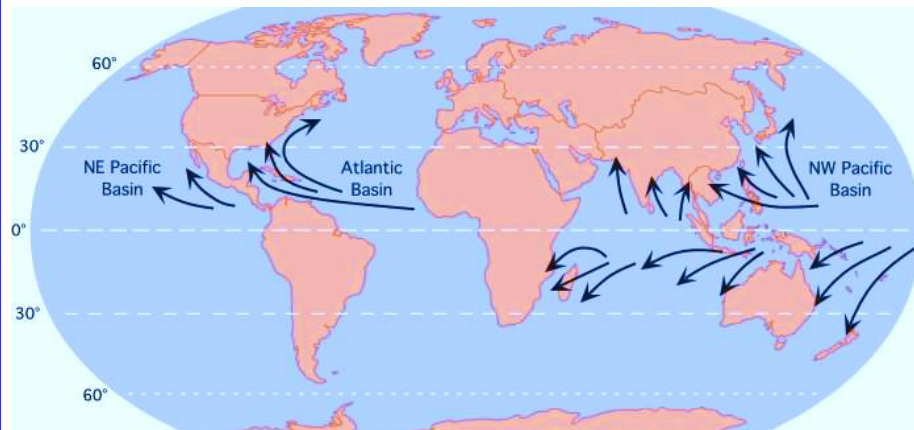 60°
30°
NE Pacific
Basin
Atlantic
Basin
NW Pacific
Basin
0°
30°
60°